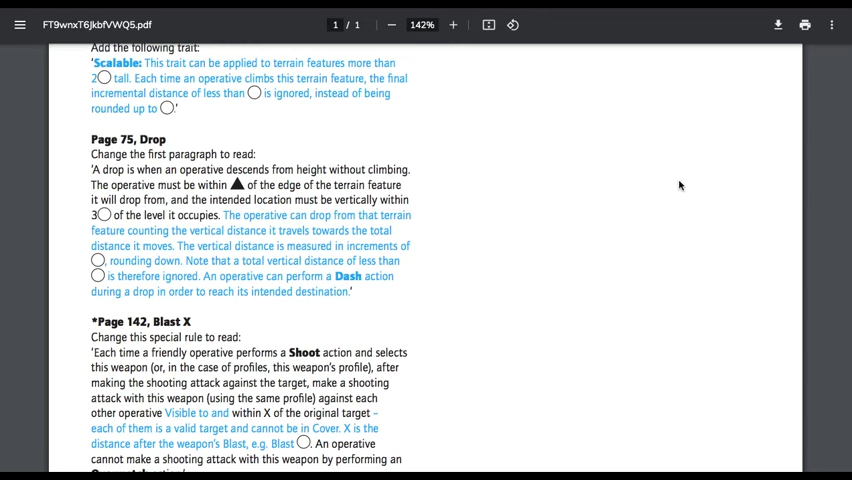 FT9wnxT6JkbfVWQ5.pdf
1 / 1
142%
Add the following trait:
'Scalable: This trait can be applied to terrain features more than
2◯ tall. Each time an operative climbs this terrain feature, the final
incremental distance of less than ◯ is ignored, instead of being
rounded up to ◯.'
Page 75, Drop
Change the first paragraph to read:
'A drop is when an operative descends from height without climbing.
The operative must be within ▲ of the edge of the terrain feature
it will drop from, and the intended location must be vertically within
3◯ of the level it occupies. The operative can drop from that terrain
feature counting the vertical distance it travels towards the total
distance it moves. The vertical distance is measured in increments of
◯, rounding down. Note that a total vertical distance of less than
◯ is therefore ignored. An operative can perform a Dash action
during a drop in order to reach its intended destination.'
*Page 142, Blast X
Change this special rule to read:
'Each time a friendly operative performs a Shoot action and selects
this weapon (or, in the case of profiles, this weapon's profile), after
making the shooting attack against the target, make a shooting
attack with this weapon (using the same profile) against each
other operative Visible to and within X of the original target –
each of them is a valid target and cannot be in Cover. X is the
distance after the weapon's Blast, e.g. Blast ◯. An operative
cannot make a shooting attack with this weapon by performing an